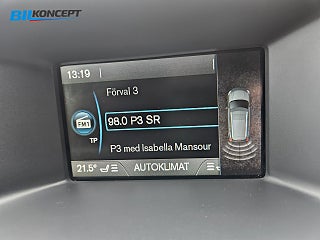 BILKONCEPT
13:19
Förval 3
FM1
98.0 P3 SR
TP
P3 med Isabella Mansour
21.5° AUTOKLIMAT